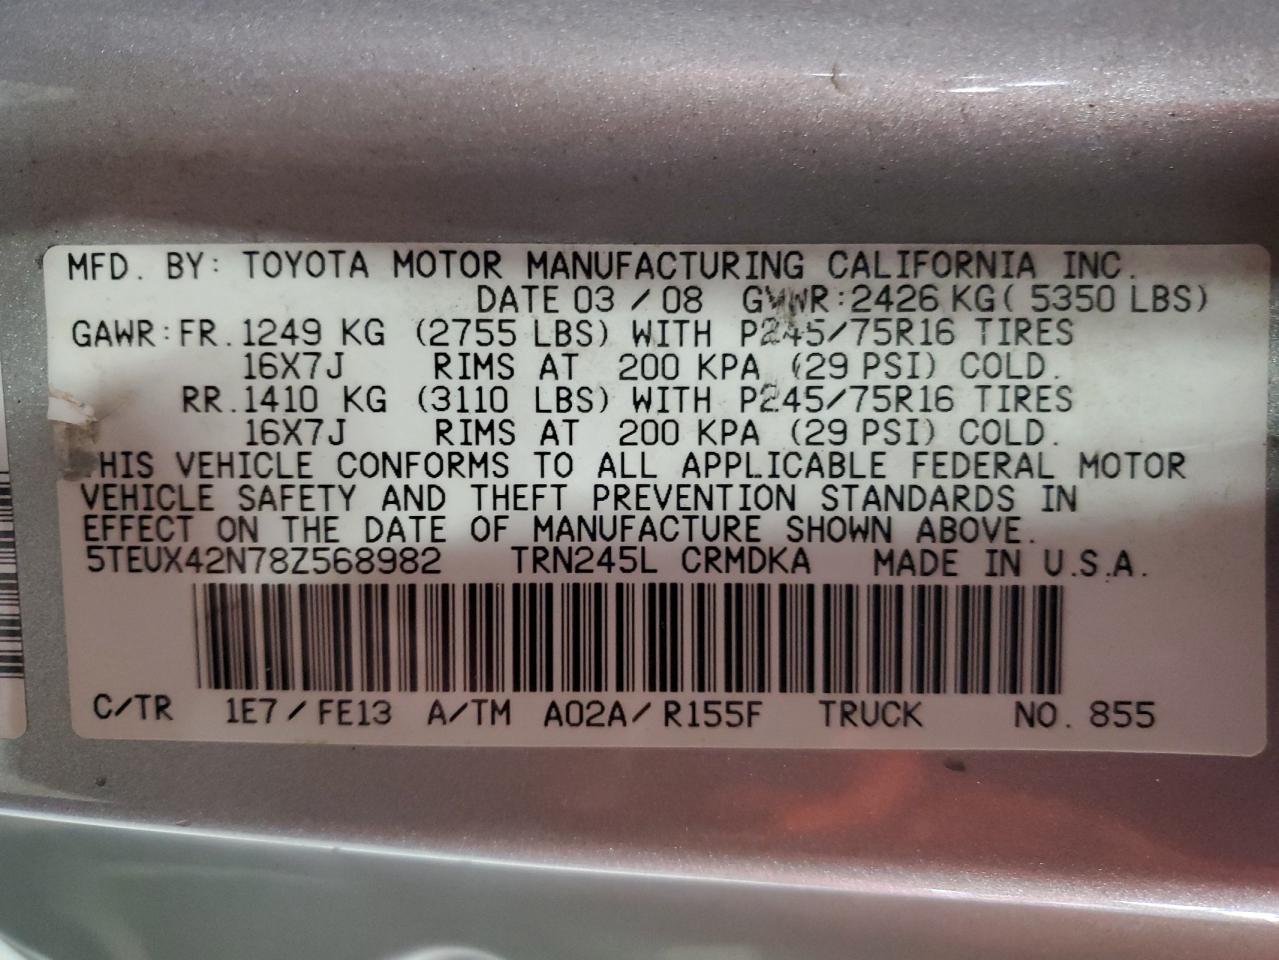 MFD. BY: TOYOTA MOTOR MANUFACTURING CALIFORNIA INC.
DATE 03 / 08 GVWR: 2426 KG( 5350 LBS)
GAWR: FR. 1249 KG (2755 LBS) WITH P245/75R16 TIRES
16X7J RIMS AT 200 KPA (29 PSI) COLD.
RR. 1410 KG (3110 LBS) WITH P245/75R16 TIRES
16X7J RIMS AT 200 KPA (29 PSI) COLD.
THIS VEHICLE CONFORMS TO ALL APPLICABLE FEDERAL MOTOR
VEHICLE SAFETY AND THEFT PREVENTION STANDARDS IN
EFFECT ON THE DATE OF MANUFACTURE SHOWN ABOVE.
5TEUX42N78Z568982 TRN245L CRMDKA MADE IN U.S.A.
C/TR 1E7 / FE13 A/TM A02A/ R155F TRUCK NO. 855